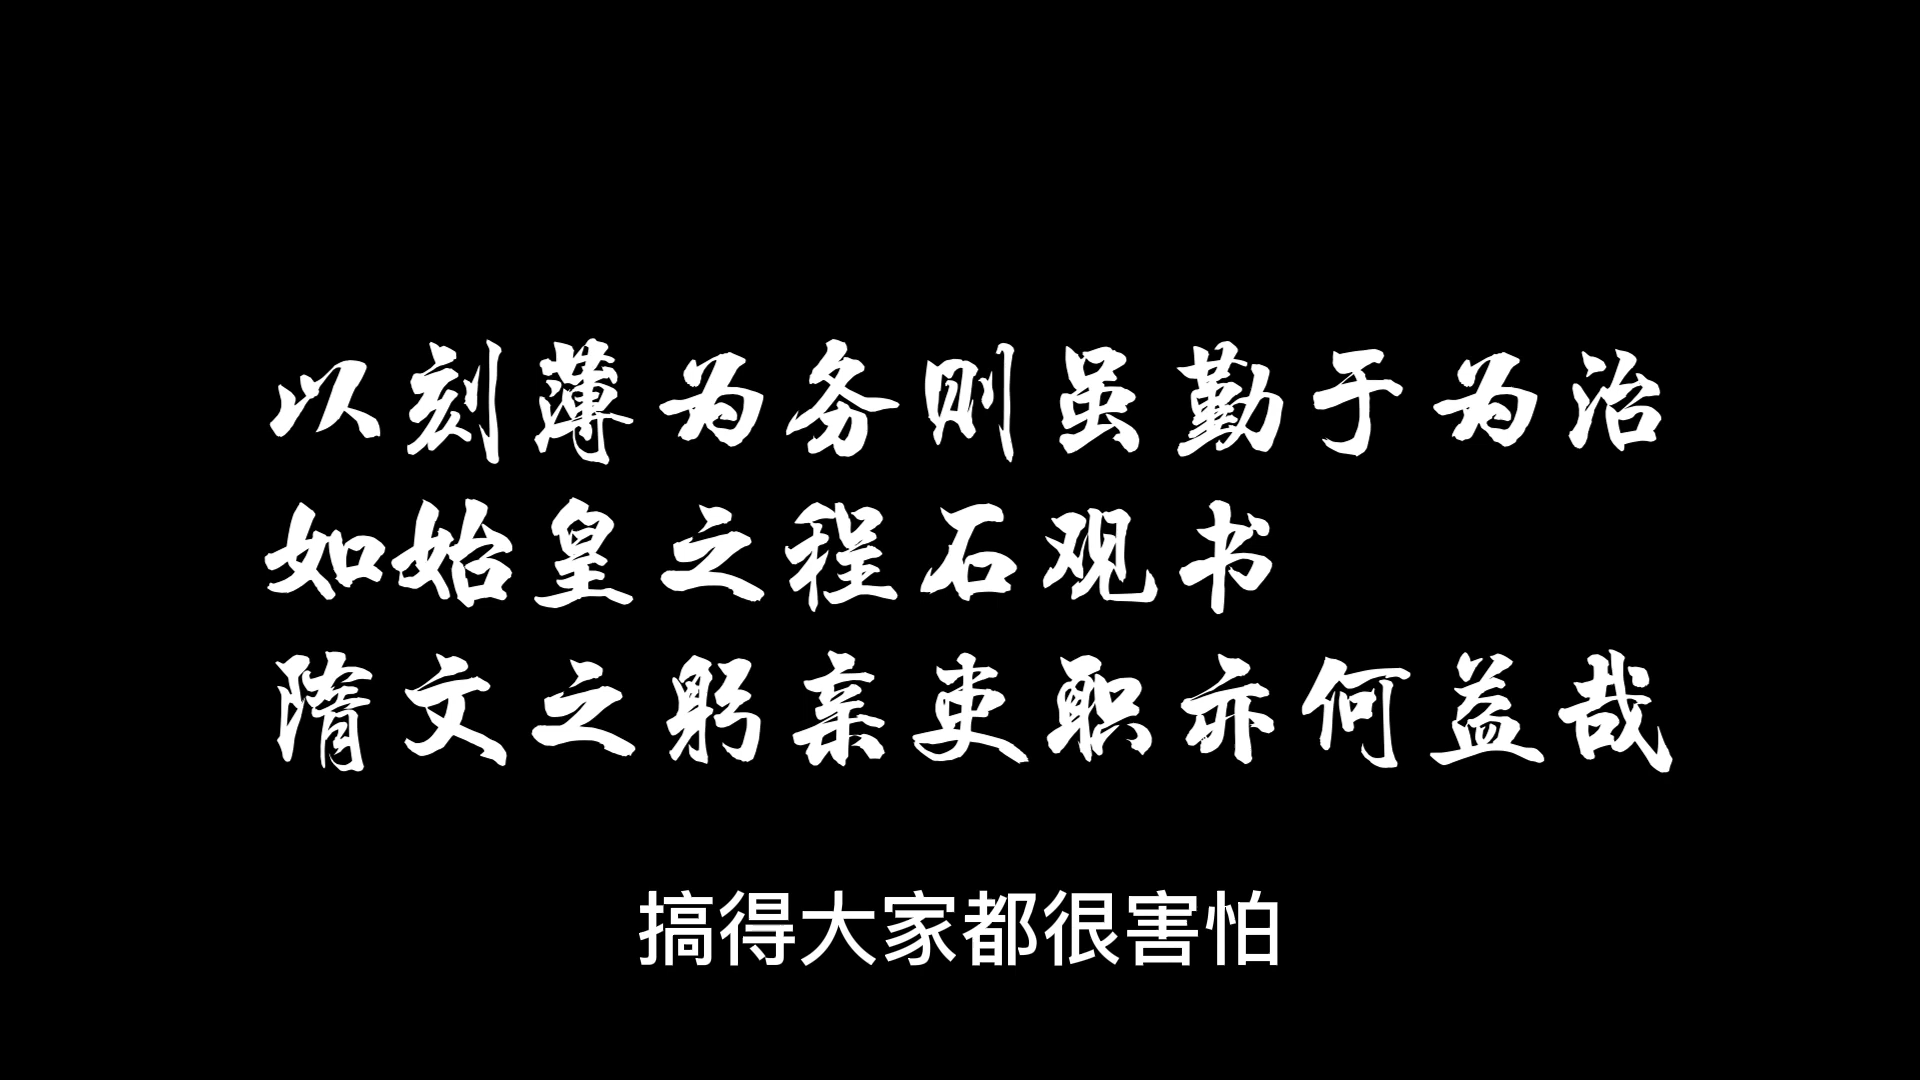 以刻薄为务则虽勤于为治
如始皇之程石观书
隋文之躬亲吏职亦何益哉
搞得大家都很害怕